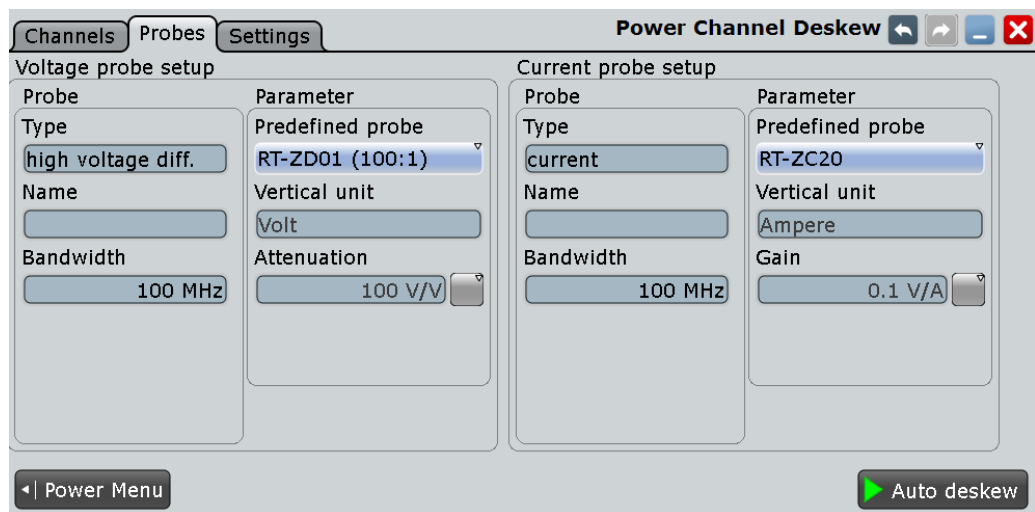 Channels Probes Settings Power Channel Deskew
Voltage probe setup
Probe
Type
high voltage diff.
Name
Bandwidth
100 MHz
Parameter
Predefined probe
RT-ZD01 (100:1)
Vertical unit
Volt
Attenuation
100 V/V
Current probe setup
Probe
Type
current
Name
Bandwidth
100 MHz
Parameter
Predefined probe
RT-ZC20
Vertical unit
Ampere
Gain
0.1 V/A
Power Menu
Auto deskew